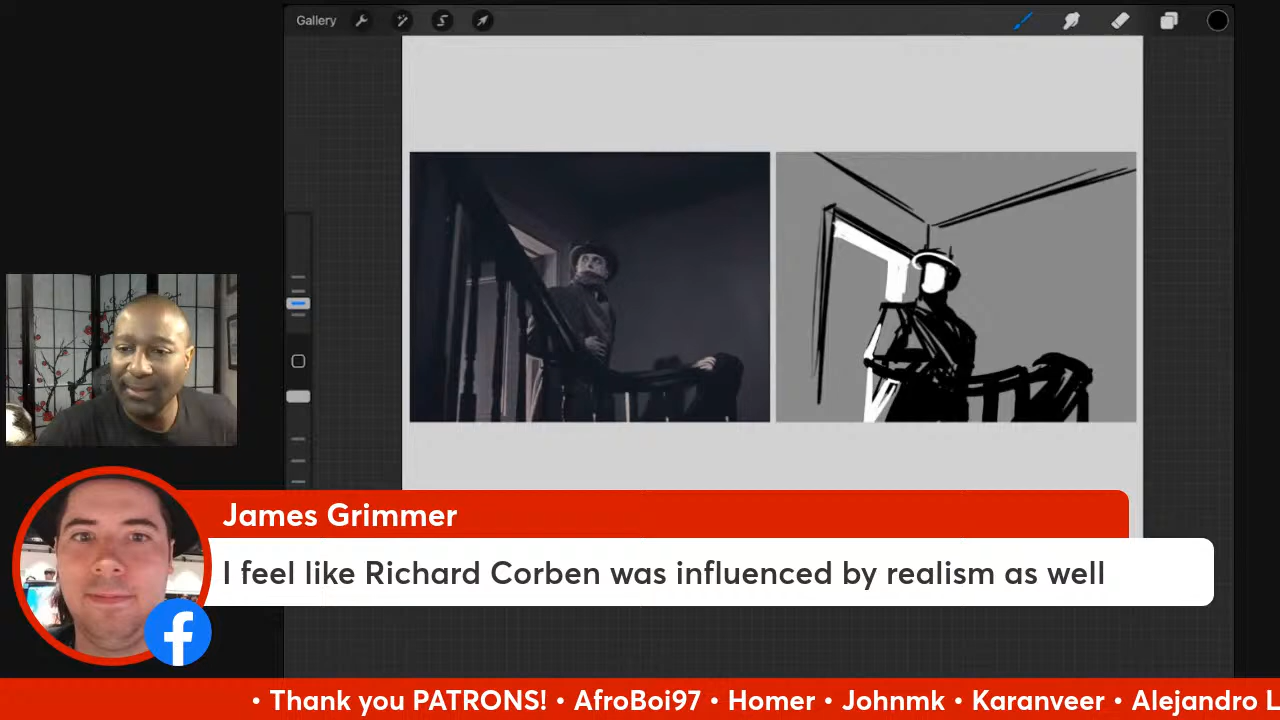 Gallery
James Grimmer
I feel like Richard Corben was influenced by realism as well
• Thank you PATRONS! • AfroBoi97 • Homer • Johnmk • Karanveer • Alejandro L